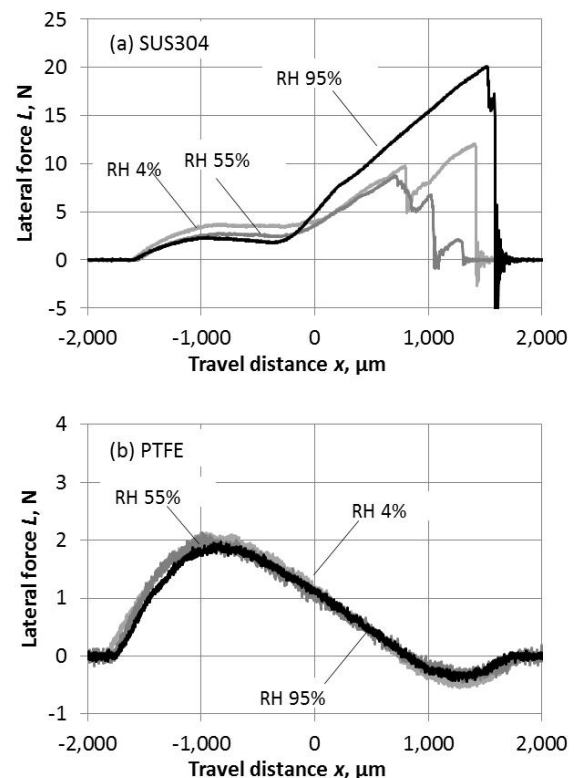 25
(a) SUS304
20
RH 95%
15
10
RH 4%
RH 55%
5
0
-5
Lateral force L, N
-2,000 -1,000 0 1,000 2,000
Travel distance x, µm
4
(b) PTFE
3
RH 55%
RH 4%
2
1
0
RH 95%
-1
Lateral force L, N
-2,000 -1,000 0 1,000 2,000
Travel distance x, µm